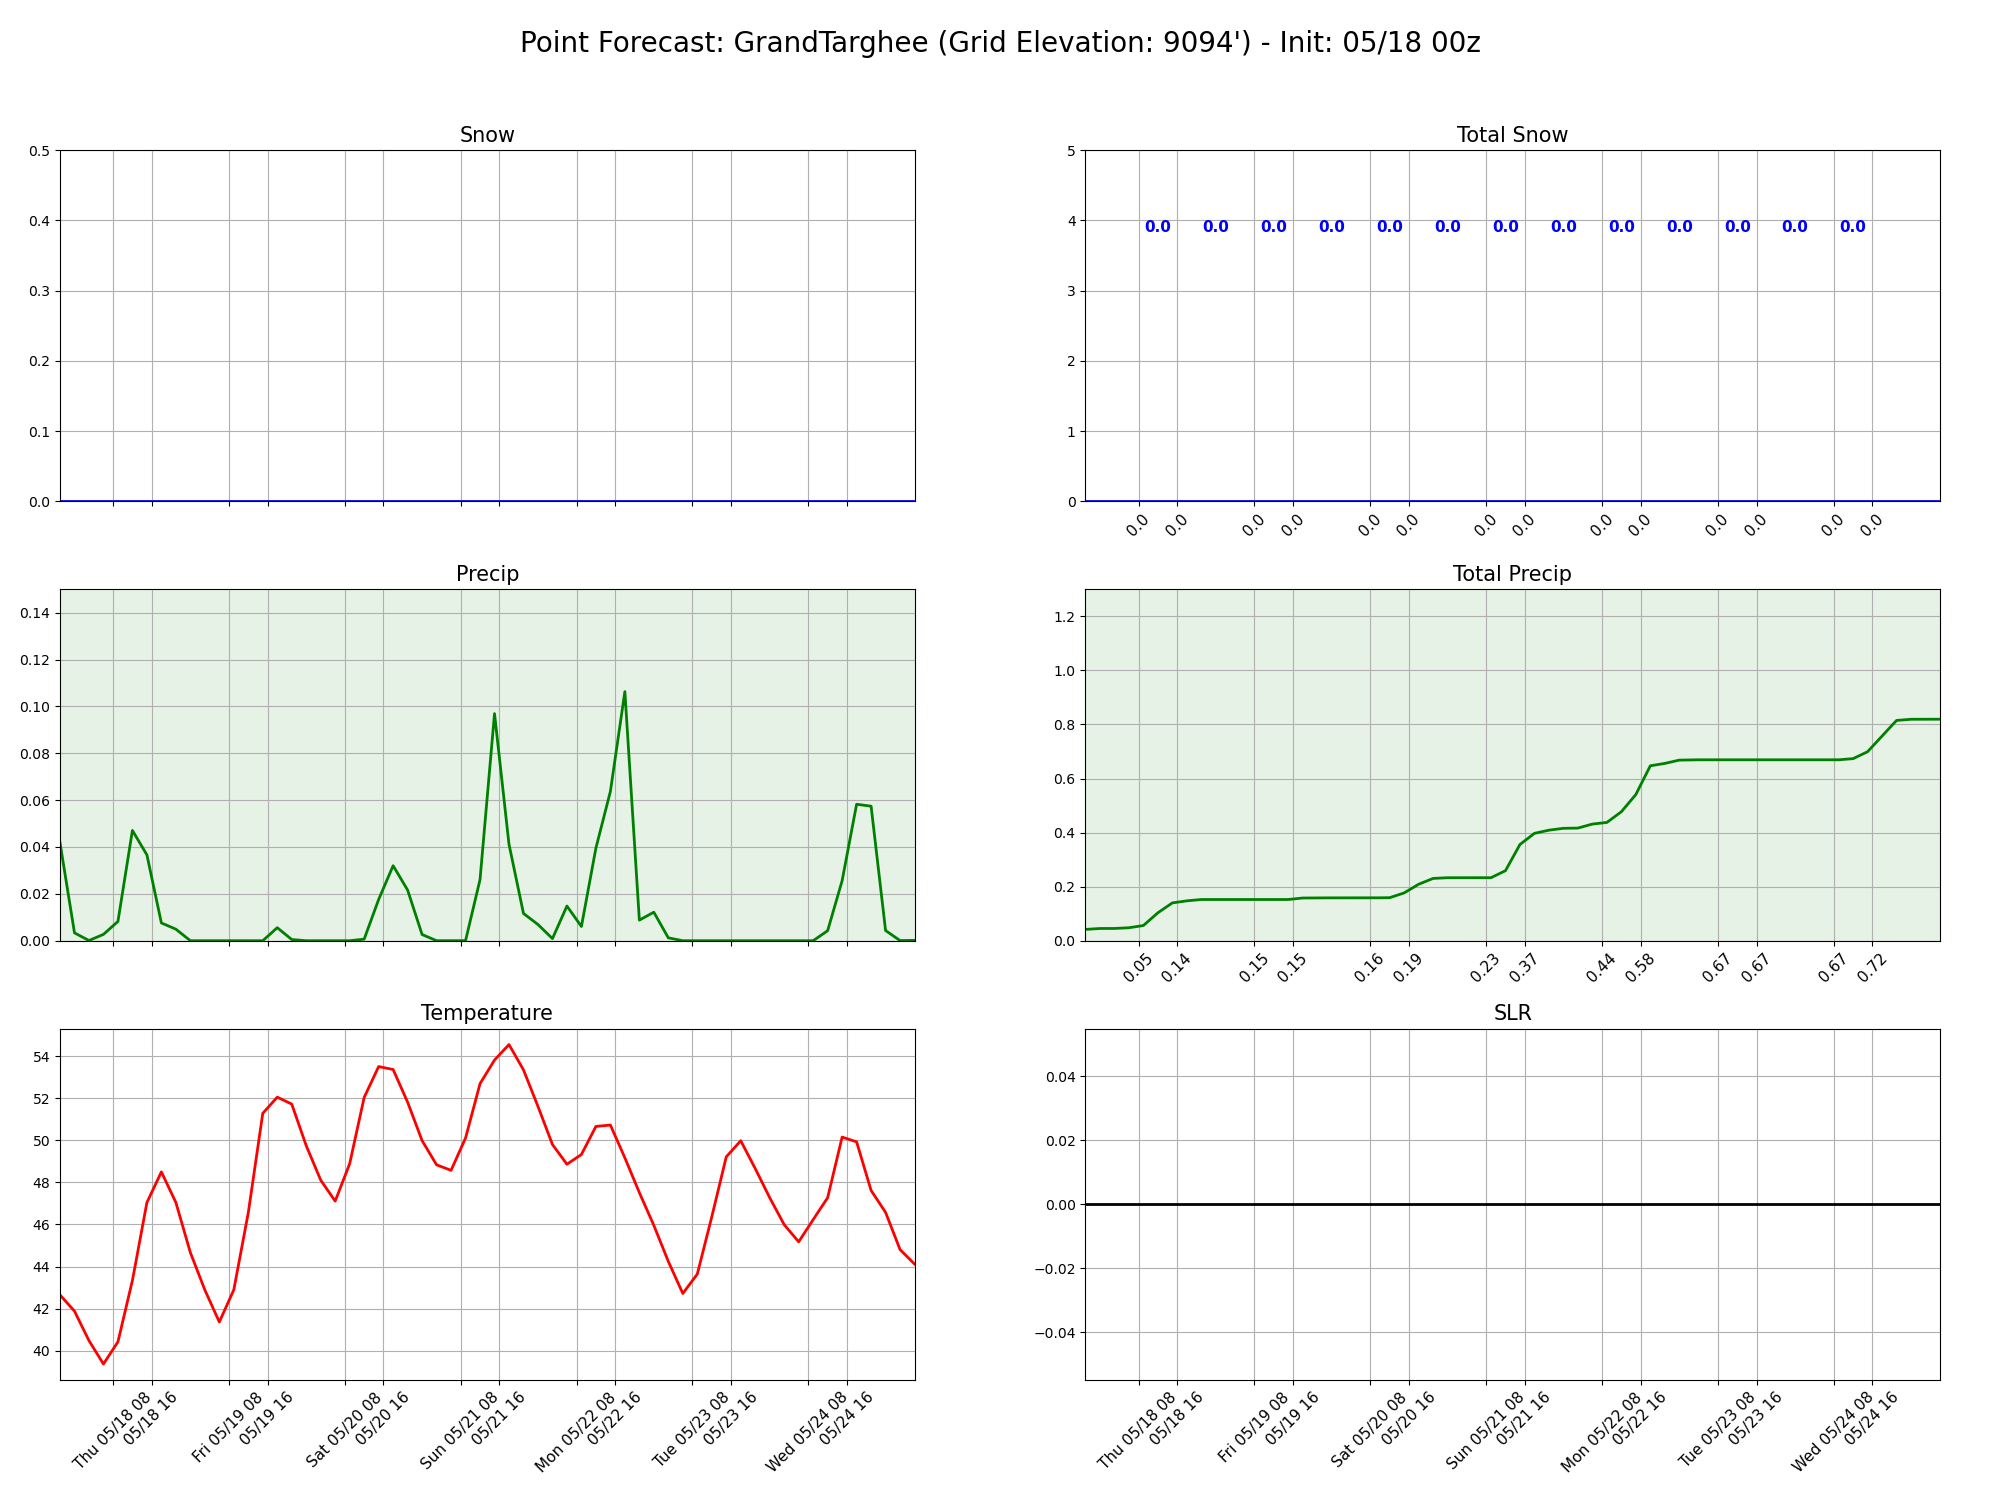 Point Forecast: GrandTarghee (Grid Elevation: 9094') - Init: 05/18 00z
Snow
0.5
0.4
0.3
0.2
0.1
0.0
Total Snow
5
4
3
2
1
0
0.0 0.0 0.0 0.0 0.0 0.0 0.0 0.0 0.0 0.0 0.0 0.0 0.0
0.0 0.0 0.0 0.0 0.0 0.0 0.0 0.0 0.0 0.0 0.0 0.0 0.0 0.0
Precip
0.14
0.12
0.10
0.08
0.06
0.04
0.02
0.00
Total Precip
1.2
1.0
0.8
0.6
0.4
0.2
0.0
0.05 0.14 0.15 0.15 0.16 0.19 0.23 0.37 0.44 0.58 0.67 0.67 0.67 0.72
Temperature
54
52
50
48
46
44
42
40
Thu 05/18 08
05/18 16
Fri 05/19 08
05/19 16
Sat 05/20 08
05/20 16
Sun 05/21 08
05/21 16
Mon 05/22 08
05/22 16
Tue 05/23 08
05/23 16
Wed 05/24 08
05/24 16
SLR
0.04
0.02
0.00
−0.02
−0.04
Thu 05/18 08
05/18 16
Fri 05/19 08
05/19 16
Sat 05/20 08
05/20 16
Sun 05/21 08
05/21 16
Mon 05/22 08
05/22 16
Tue 05/23 08
05/23 16
Wed 05/24 08
05/24 16